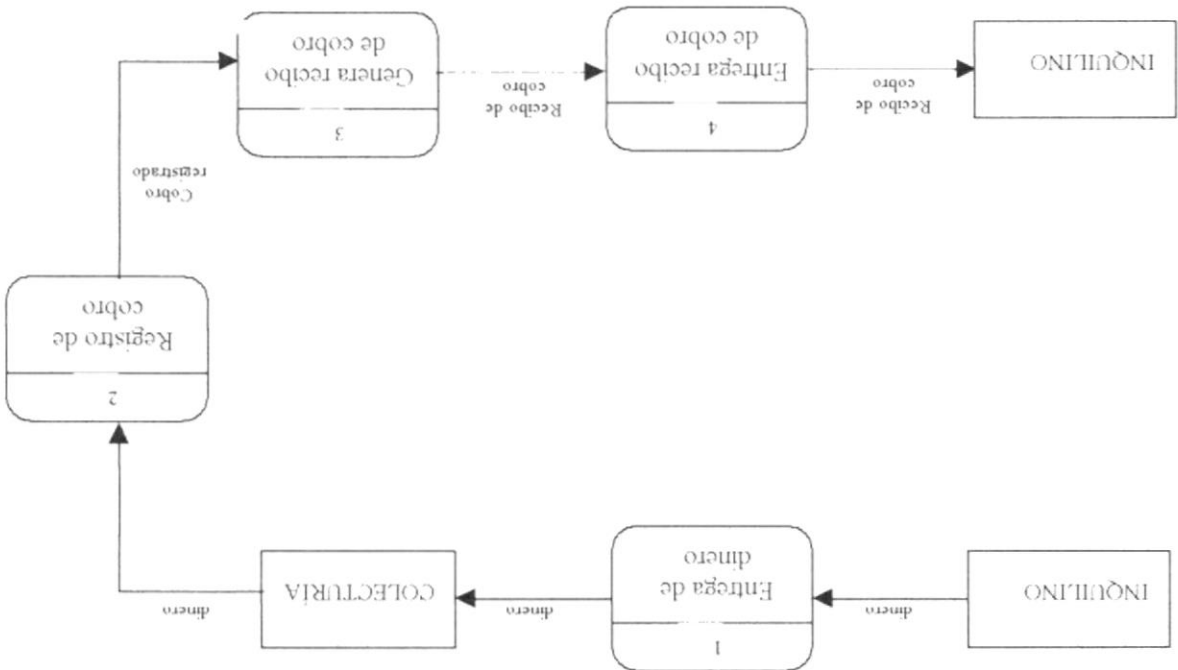 INQUILINO
dinero
1
Entrega de
dinero
dinero
COLECTURÍA
dinero
2
Registro de
cobro
Cobro
registrado
3
Genera recibo
de cobro
Recibo de
cobro
4
Entrega recibo
de cobro
Recibo de
cobro
INQUILINO